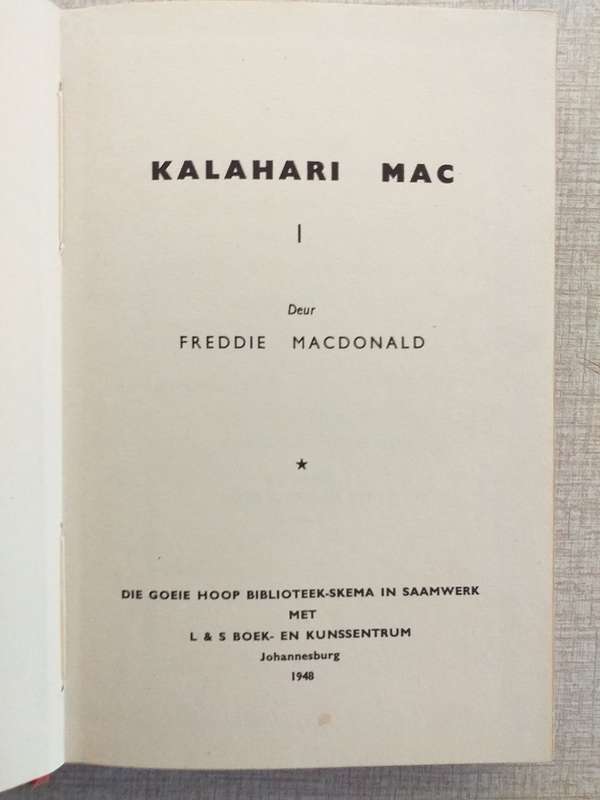 KALAHARI MAC
I
Deur
FREDDIE MACDONALD
★
DIE GOEIE HOOP BIBLIOTEEK-SKEMA IN SAAMWERK
MET
L & S BOEK- EN KUNSSENTRUM
Johannesburg
1948